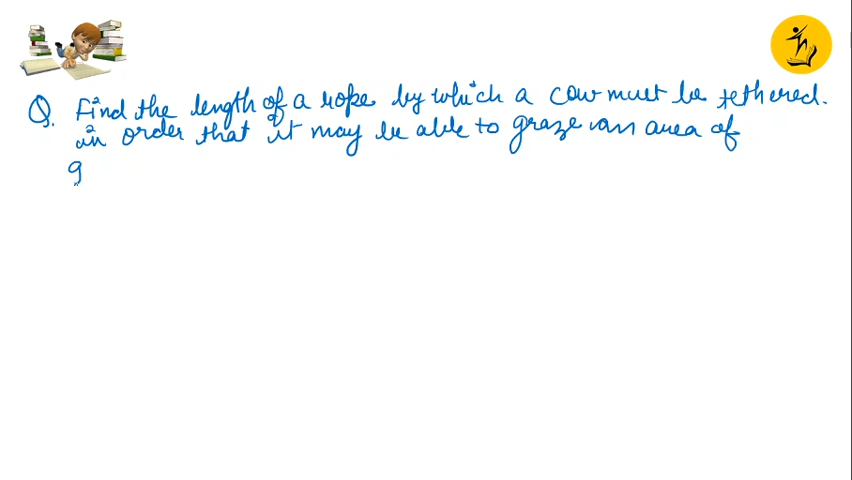 Q. Find the length of a rope by which a cow must be tethered.
in order that it may be able to graze an area of
9